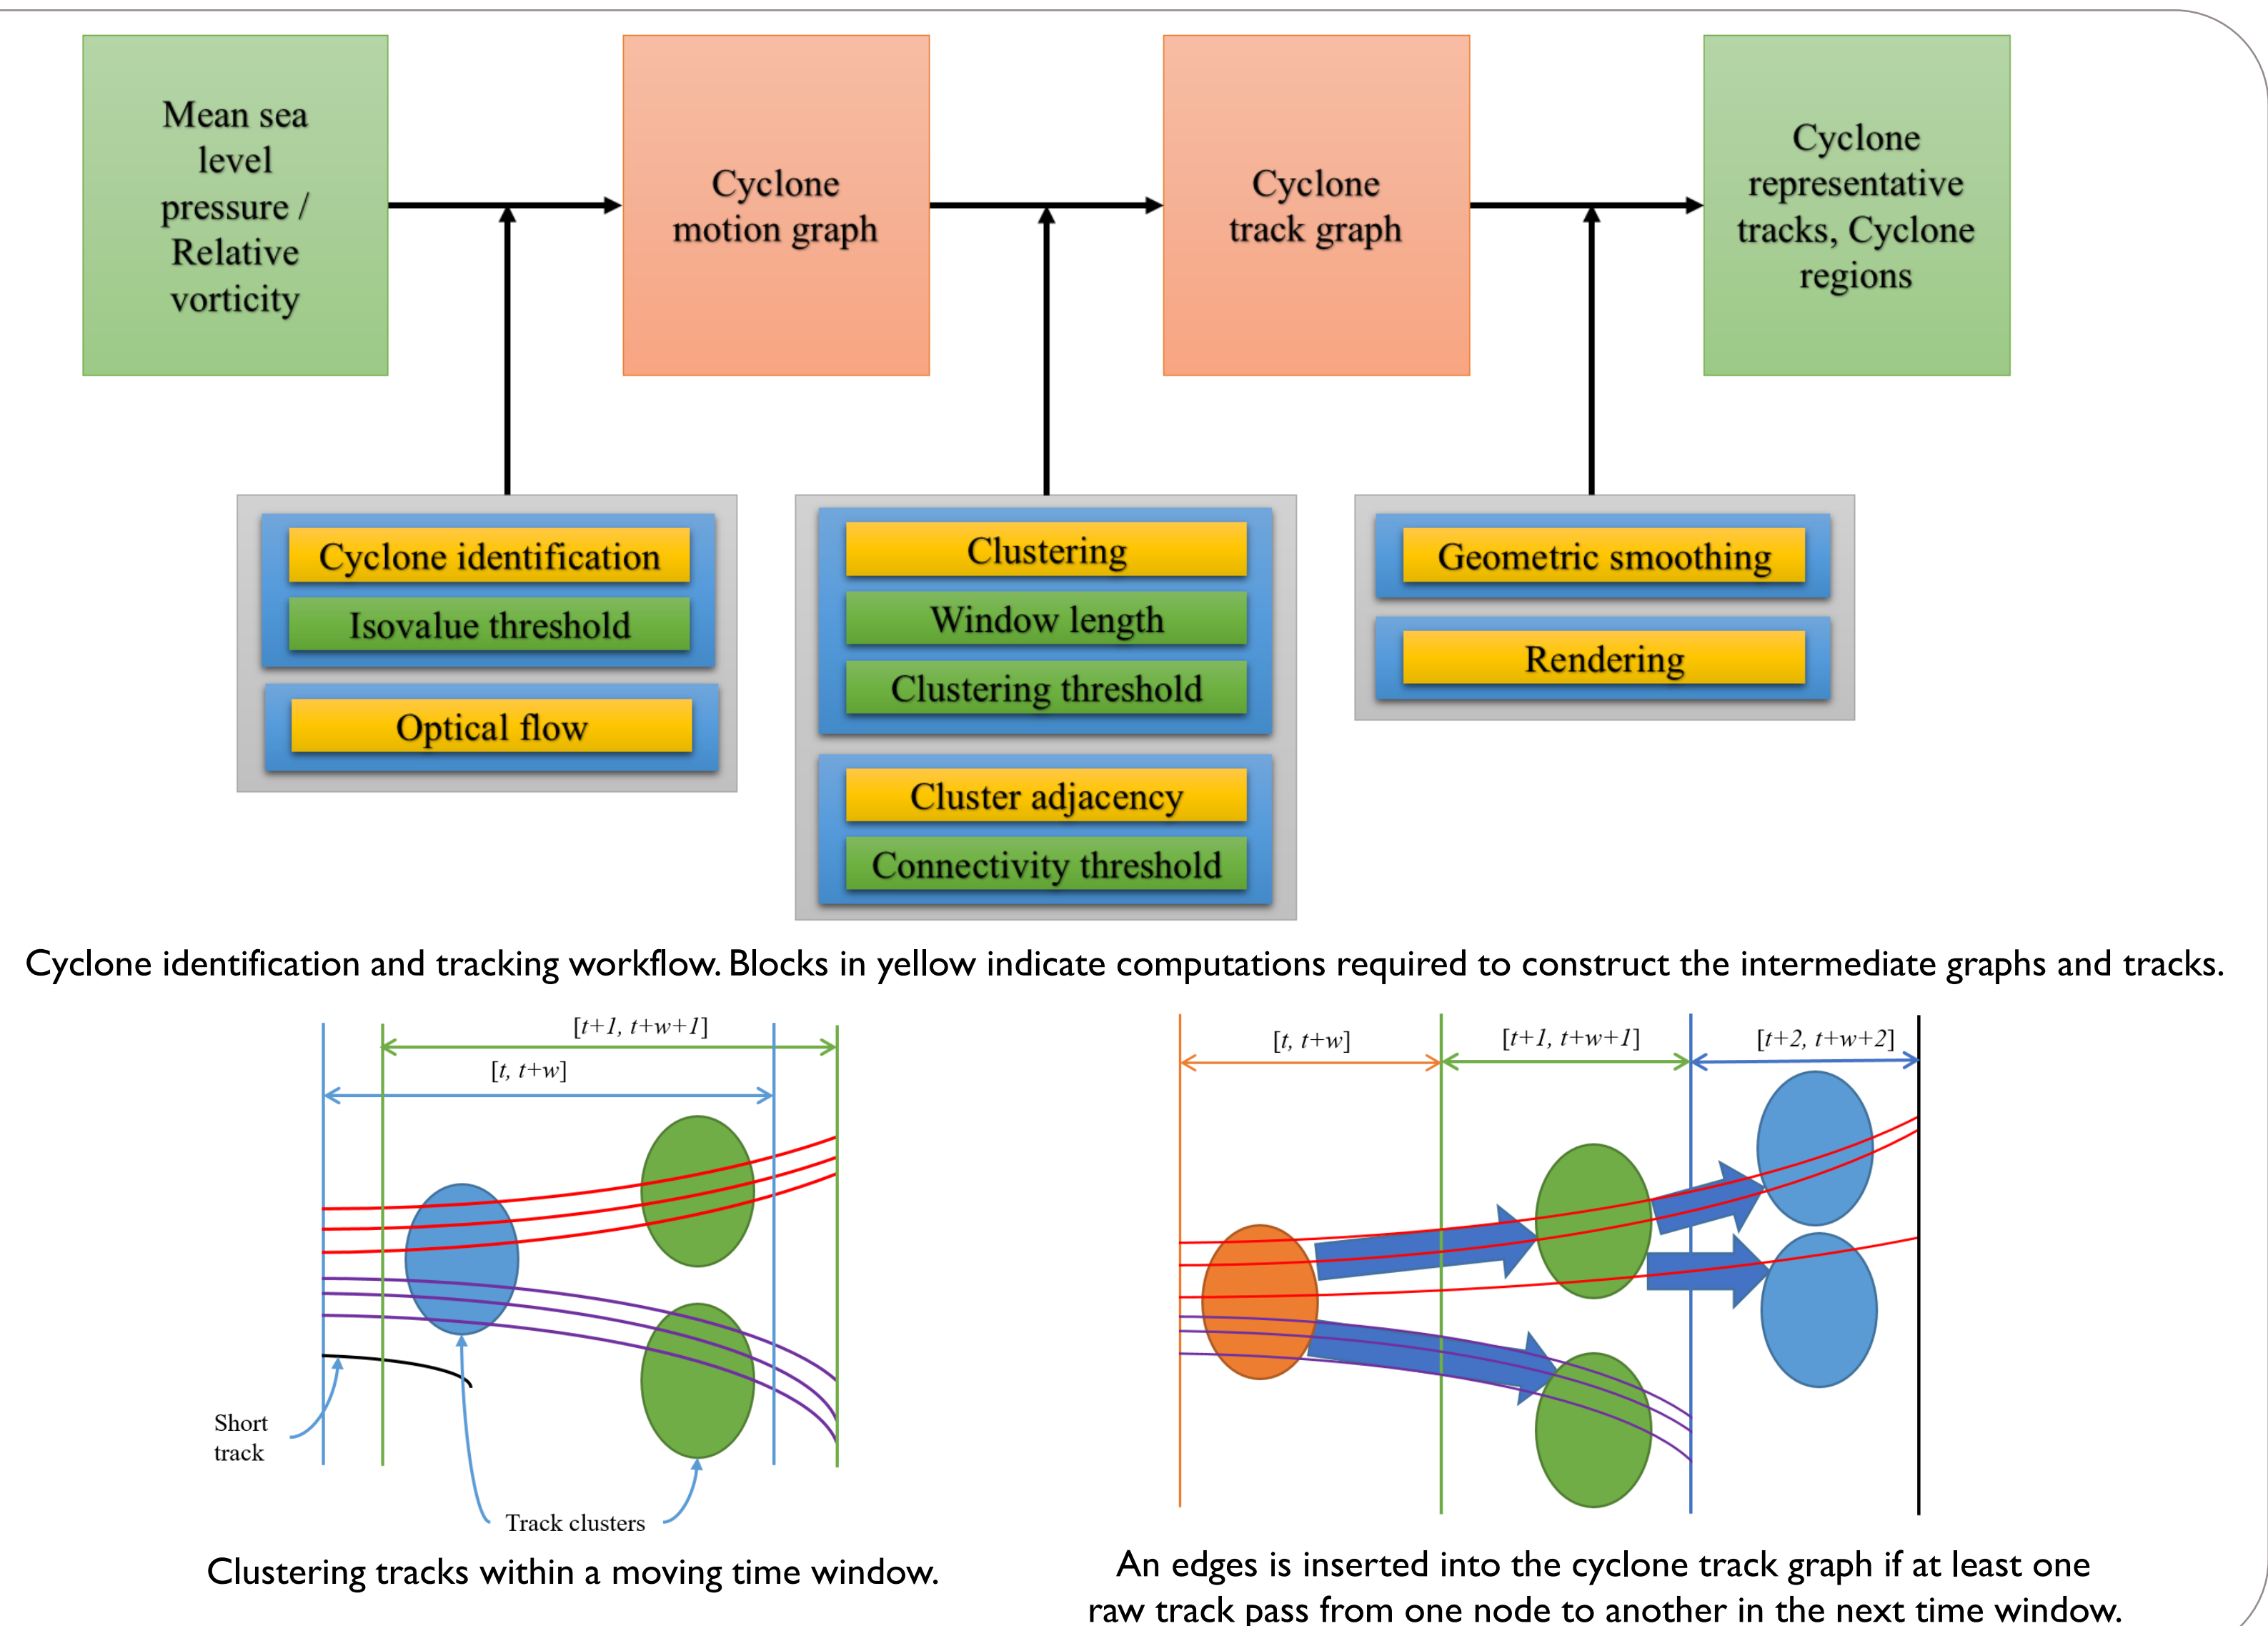 Mean sea
level
pressure /
Relative
vorticity
Cyclone
motion graph
Cyclone
track graph
Cyclone
representative
tracks, Cyclone
regions
Cyclone identification
Isovalue threshold
Optical flow
Clustering
Window length
Clustering threshold
Cluster adjacency
Connectivity threshold
Geometric smoothing
Rendering
Cyclone identification and tracking workflow. Blocks in yellow indicate computations required to construct the intermediate graphs and tracks.
[t+1, t+w+1]
[t, t+w]
Short
track
Track clusters
Clustering tracks within a moving time window.
[t, t+w]
[t+1, t+w+1]
[t+2, t+w+2]
An edges is inserted into the cyclone track graph if at least one
raw track pass from one node to another in the next time window.